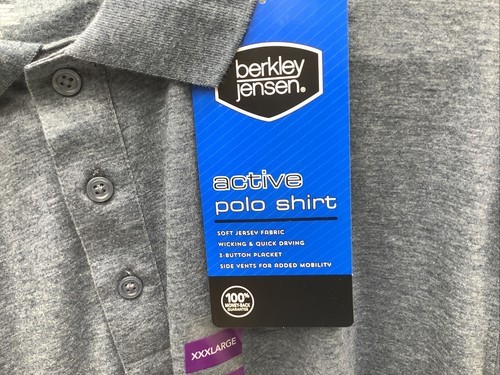 berkley
jensen®
active
polo shirt
SOFT JERSEY FABRIC
WICKING & QUICK DRYING
3-BUTTON PLACKET
SIDE VENTS FOR ADDED MOBILITY
100%
MONEY-BACK
GUARANTEE
XXXLARGE